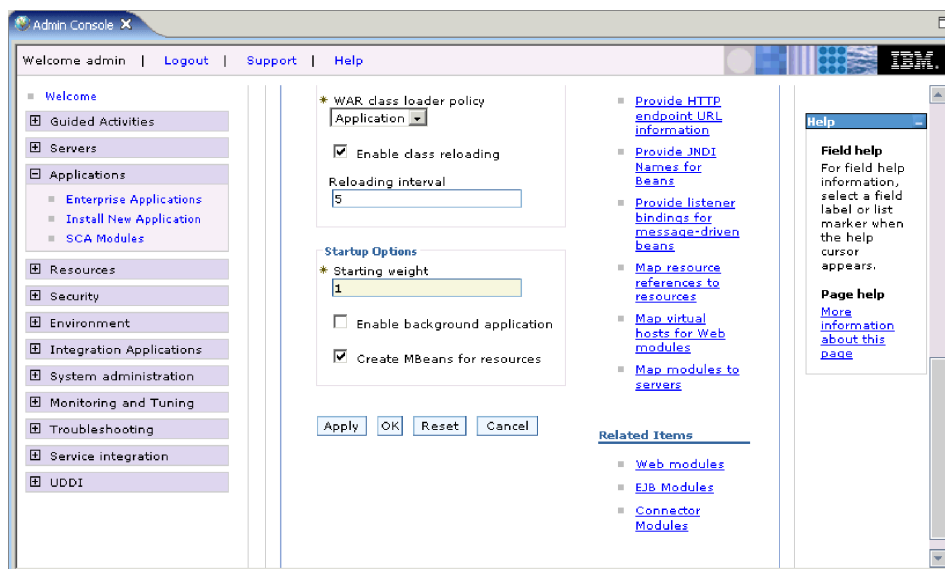 Admin Console
Welcome admin | Logout | Support | Help
IBM.
Welcome
Guided Activities
Servers
Applications
Enterprise Applications
Install New Application
SCA Modules
Resources
Security
Environment
Integration Applications
System administration
Monitoring and Tuning
Troubleshooting
Service integration
UDDI
* WAR class loader policy
Application
Enable class reloading
Reloading interval
5
Startup Options
* Starting weight
1
Enable background application
Create MBeans for resources
Apply OK Reset Cancel
Provide HTTP
endpoint URL
information
Provide JNDI
Names for
Beans
Provide listener
bindings for
message-driven
beans
Map resource
references to
resources
Map virtual
hosts for Web
modules
Map modules to
servers
Related Items
Web modules
EJB Modules
Connector
Modules
Help
Field help
For field help
information,
select a field
label or list
marker when
the help
cursor
appears.
Page help
More
information
about this
page